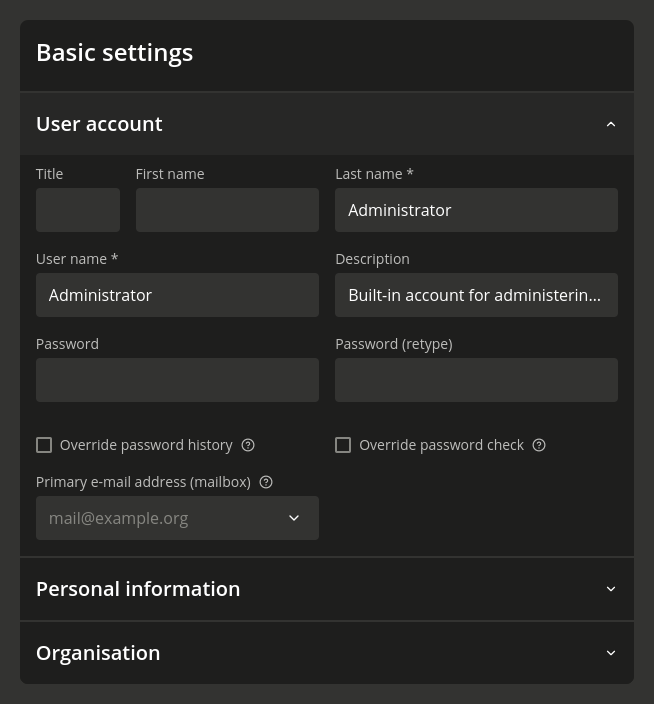 Basic settings
User account
Title First name Last name *
Administrator
User name * Description
Administrator Built-in account for administerin...
Password Password (retype)
Override password history Override password check
Primary e-mail address (mailbox)
mail@example.org
Personal information
Organisation